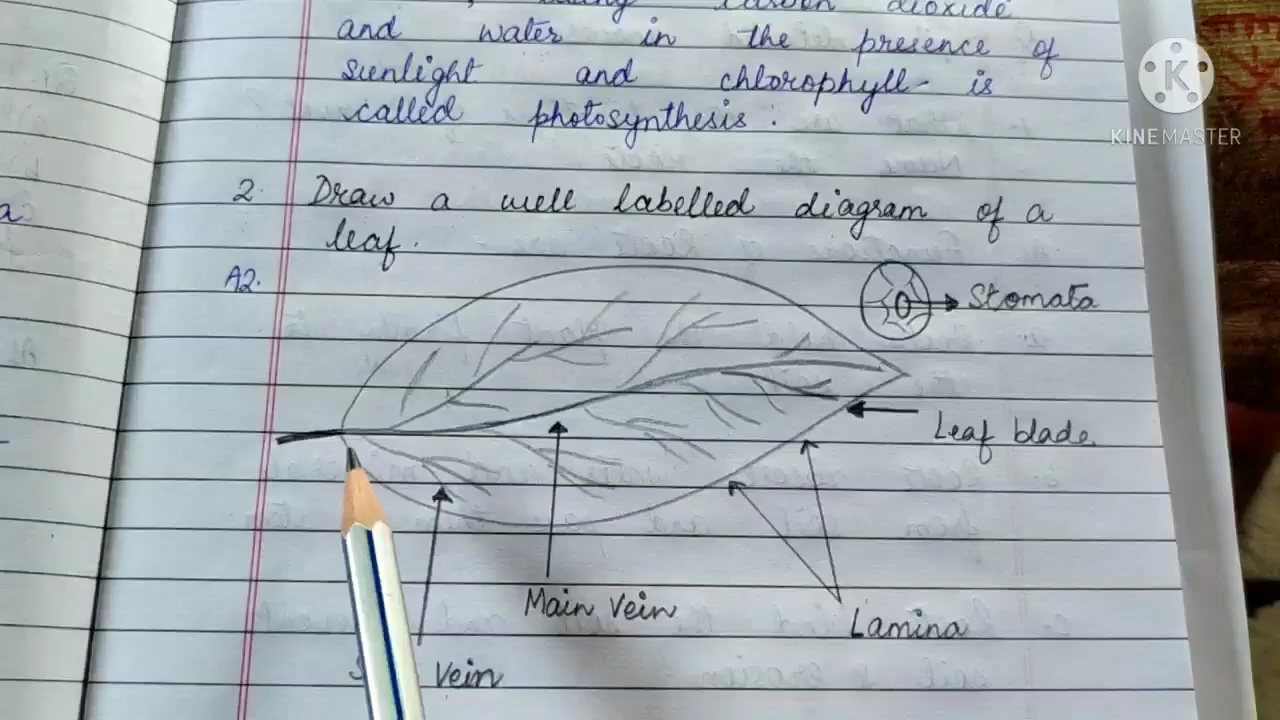 dioxide
and water in the presence of
sunlight and chlorophyll- is
called photosynthesis.
2. Draw a well labelled diagram of a
leaf.
A2.
Stomata
Leaf blade
Main vein
Lamina
vein
K
KINEMASTER